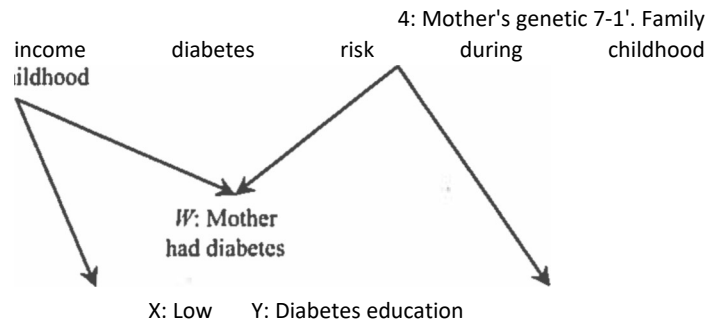 4: Mother's genetic 7-1'. Family
income diabetes risk during childhood
ildhood
W: Mother
had diabetes
X: Low Y: Diabetes education